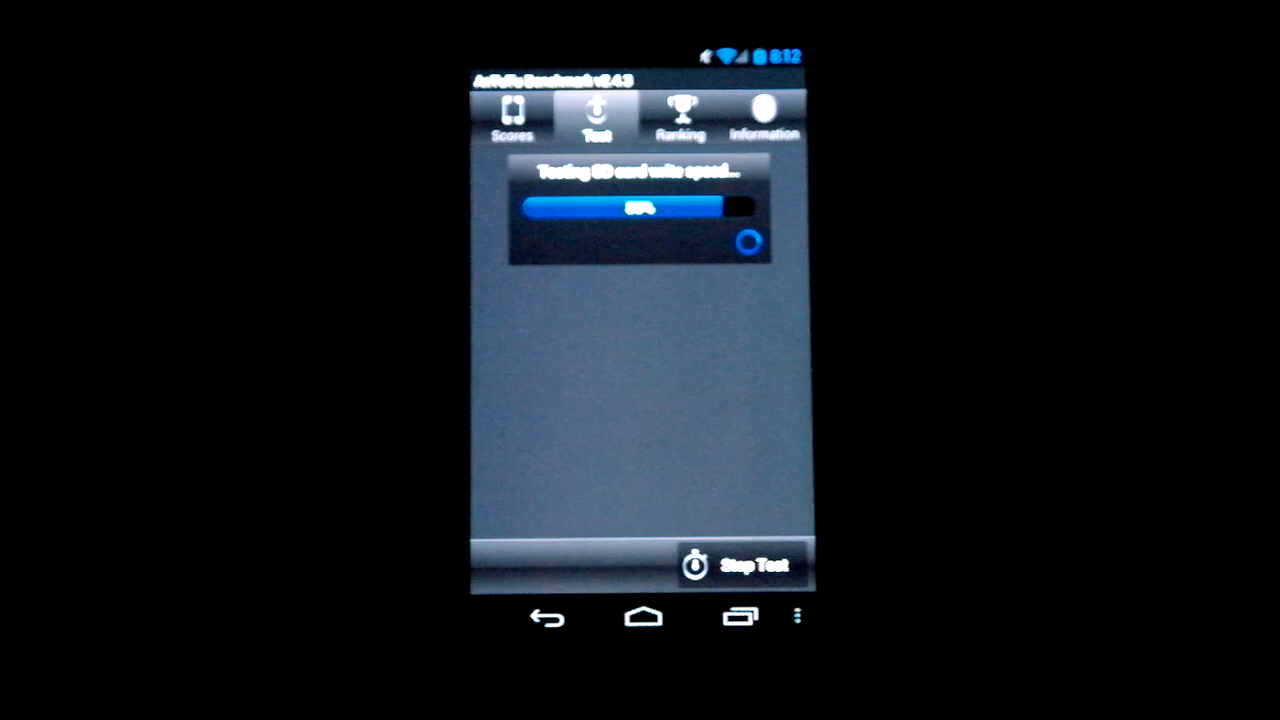 8:12
AnTuTu Benchmark v2.4.3
Scores Test Ranking Information
Testing SD card write speed...
Stop Test